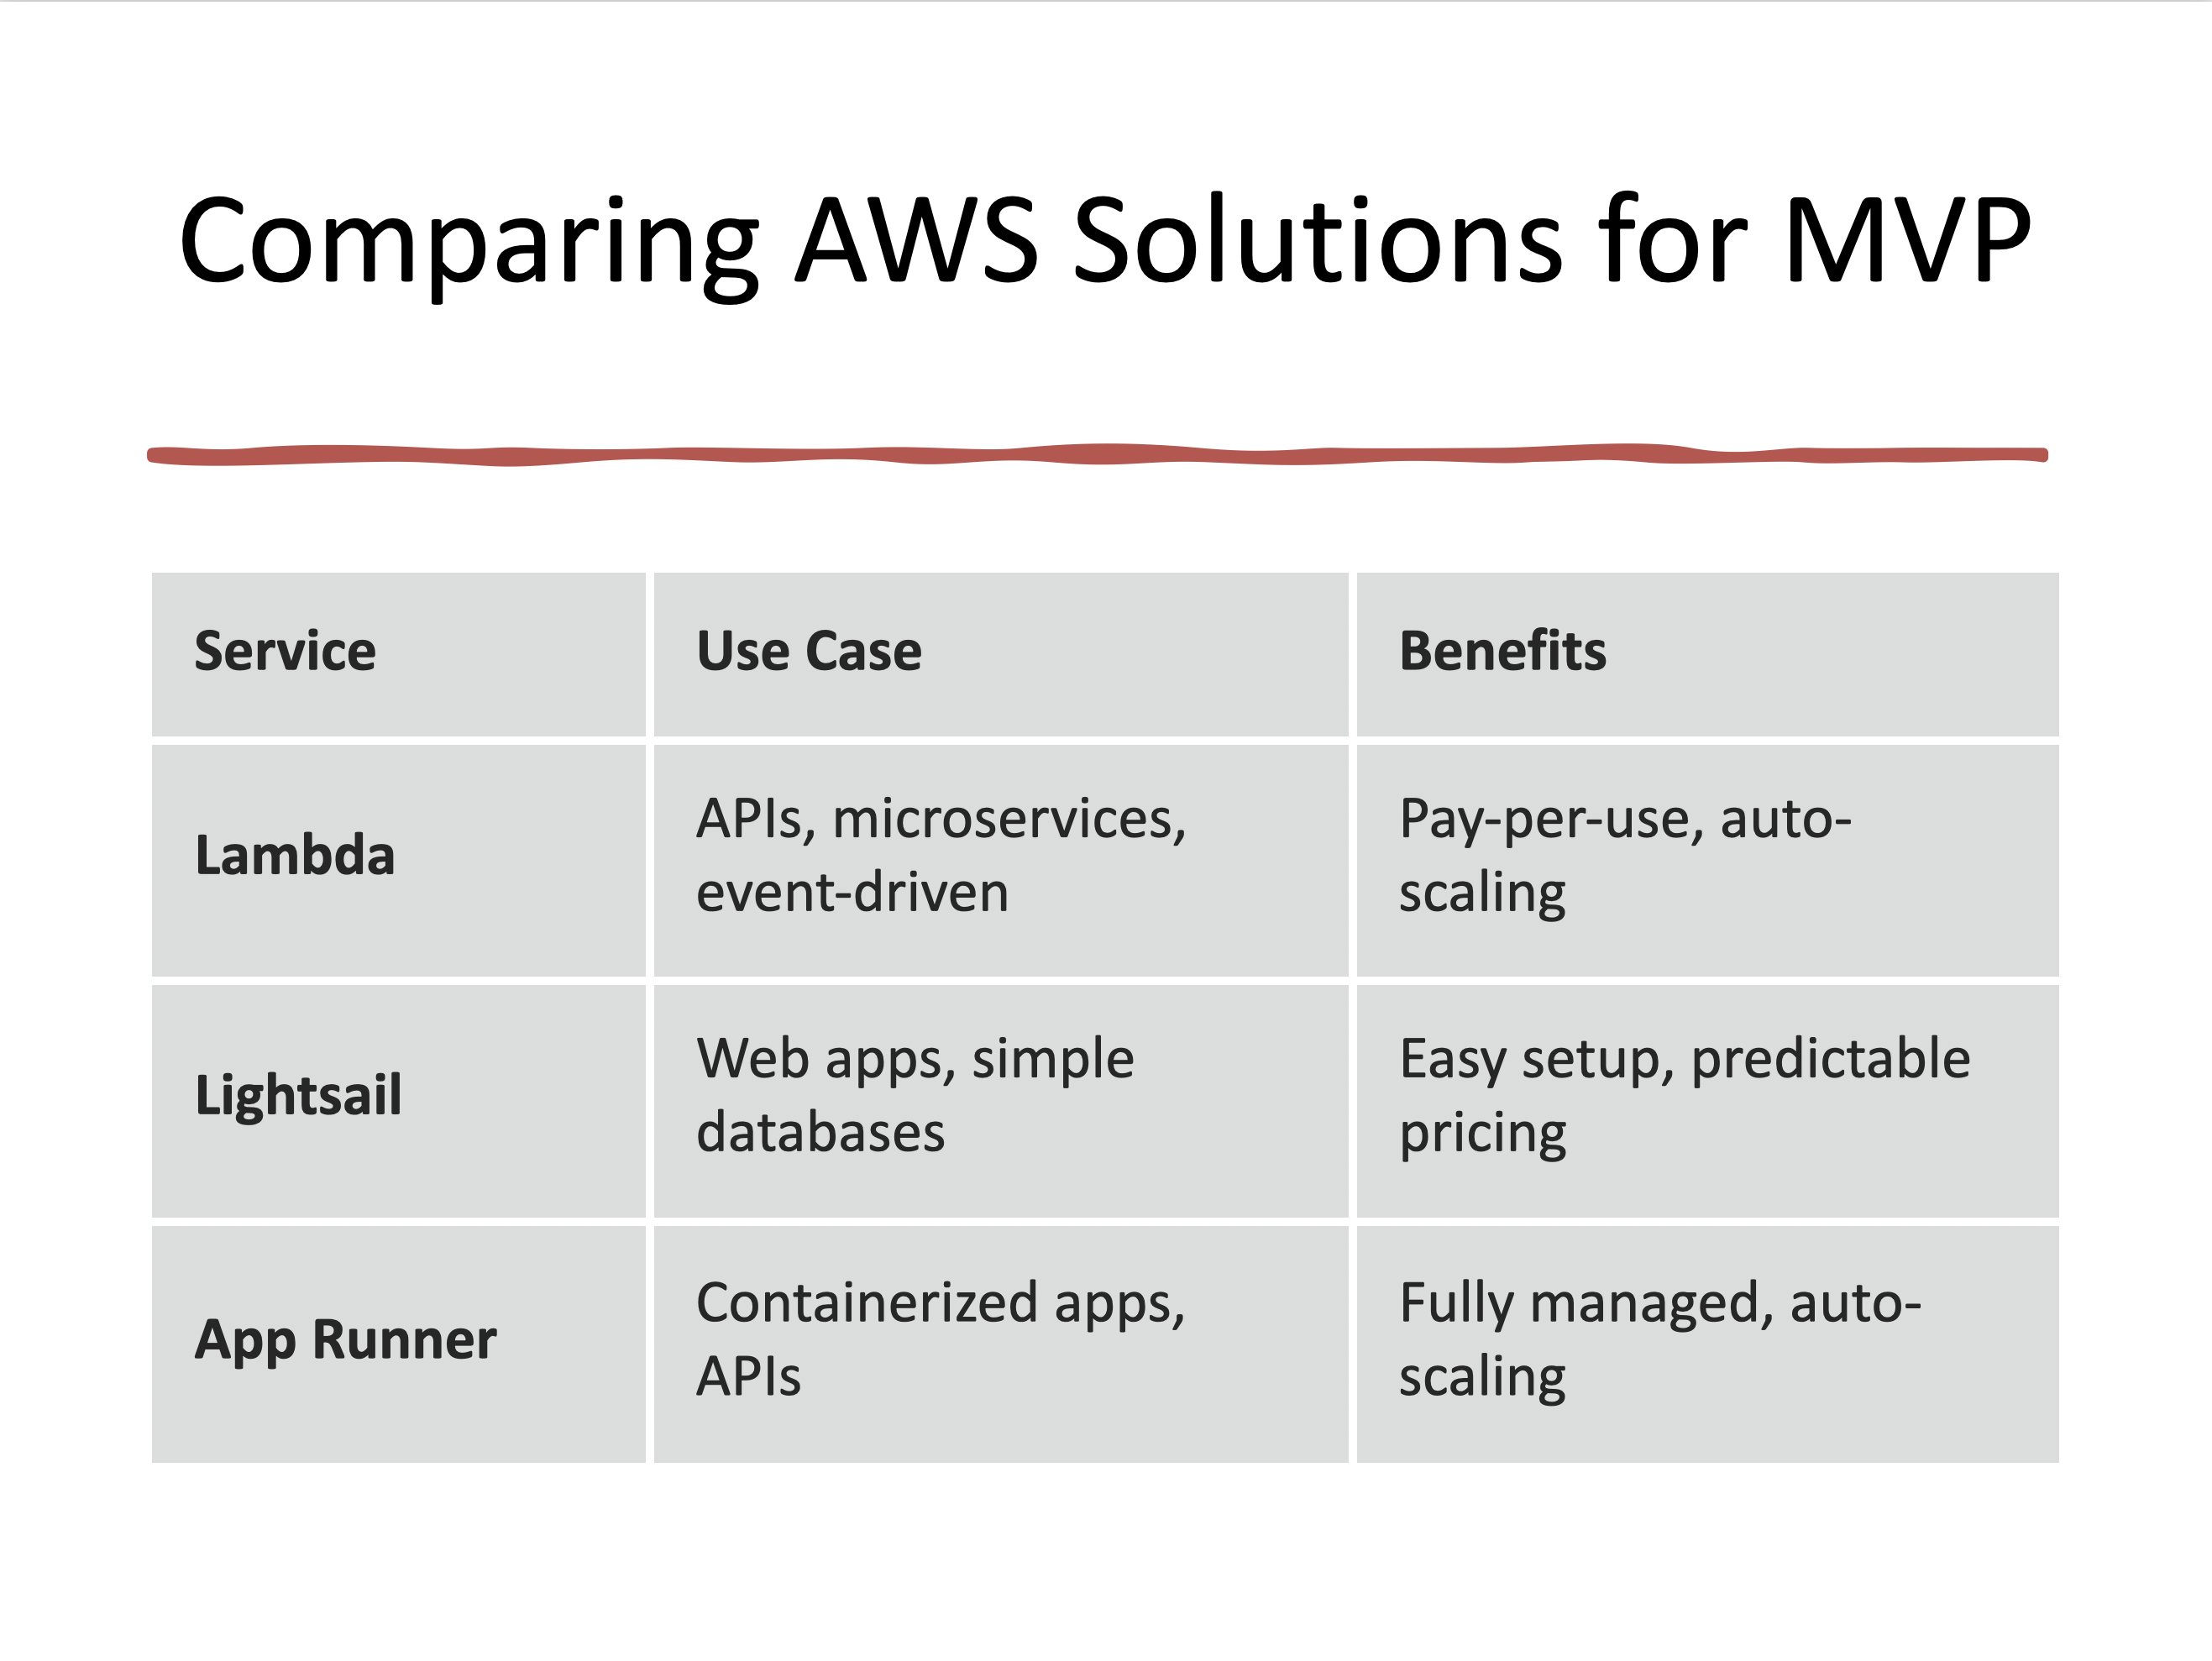 Comparing AWS Solutions for MVP
Service
Use Case
Benefits
Lambda
APIs, microservices,
event-driven
Pay-per-use, auto-
scaling
Lightsail
Web apps, simple
databases
Easy setup, predictable
pricing
App Runner
Containerized apps,
APIs
Fully managed, auto-
scaling